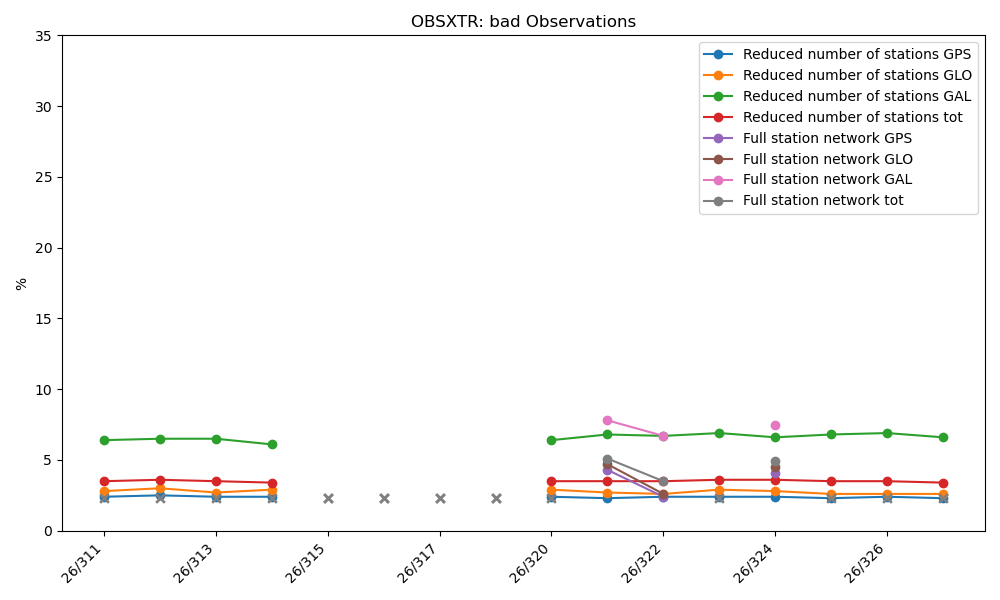 OBSXTR: bad Observations
35
30
25
20
15
10
5
0
%
Reduced number of stations GPS
Reduced number of stations GLO
Reduced number of stations GAL
Reduced number of stations tot
Full station network GPS
Full station network GLO
Full station network GAL
Full station network tot
26/311
26/313
26/315
26/317
26/320
26/322
26/324
26/326